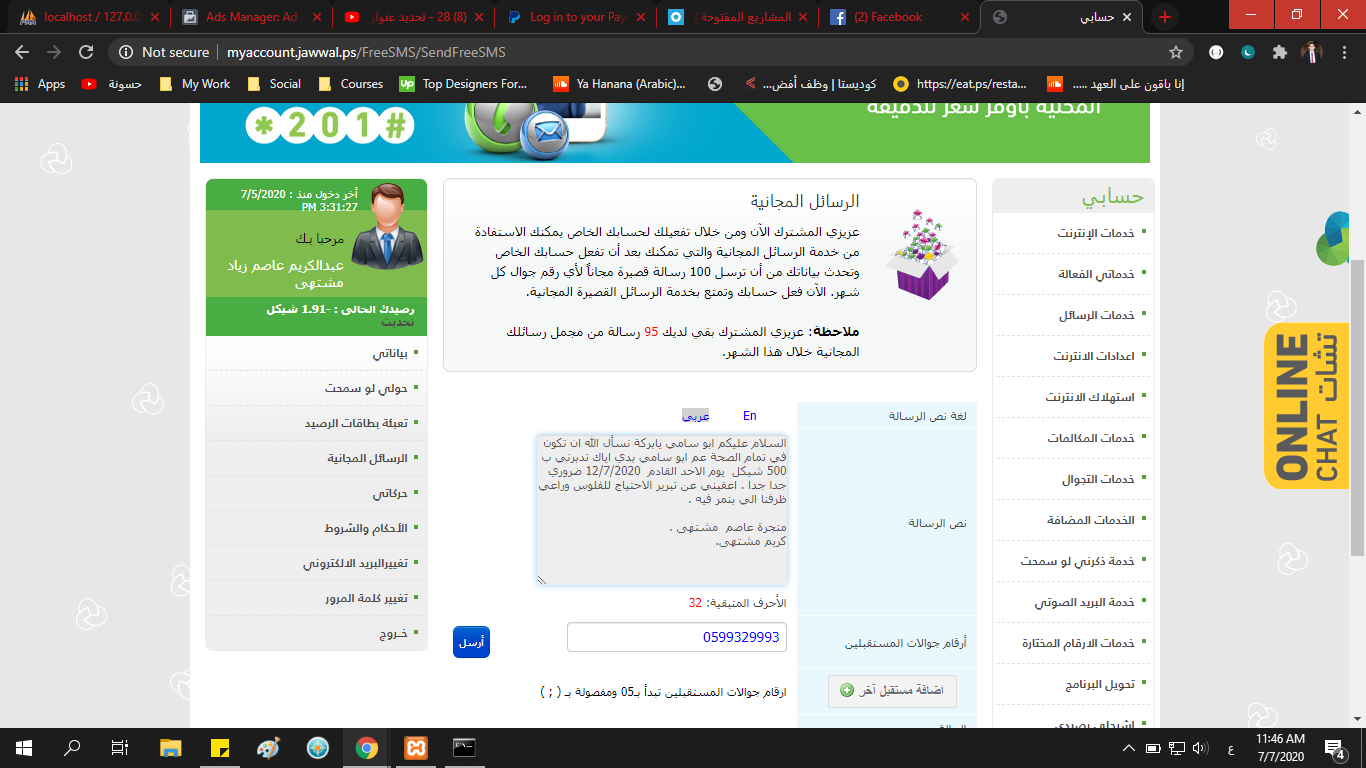 localhost / 127.0.0
Ads Manager: Ad
(8) 28 - تحديد عنوان
Log in to your Pay
المشاريع المفتوحة |
(2) Facebook
حسابي
Not secure | myaccount.jawwal.ps/FreeSMS/SendFreeSMS
Apps
حسونة
My Work
Social
Courses
Top Designers For...
Ya Hanana (Arabic)...
كوديستا | وظف أفض...
https://eat.ps/resta...
إنا باقون على العهد .....
المحلية بأوفر سعر للدقيقة
*201#
حسابي
خدمات الإنترنت
خدماتي الفعالة
خدمات الرسائل
اعدادات الانترنت
استهلاك الانترنت
خدمات المكالمات
خدمات التجوال
الخدمات المضافة
خدمة ذكرني لو سمحت
خدمة البريد الصوتي
خدمات الارقام المختارة
تحويل البرنامج
الرسائل المجانية
عزيزي المشترك الآن ومن خلال تفعيلك لحسابك الخاص يمكنك الاستفادة
من خدمة الرسائل المجانية والتي تمكنك بعد أن تفعل حسابك الخاص
وتحدث بياناتك من أن ترسل 100 رسالة قصيرة مجاناً لأي رقم جوال كل
شهر. الآن فعل حسابك وتمتع بخدمة الرسائل القصيرة المجانية.
ملاحظة: عزيزي المشترك بقي لديك 95 رسالة من مجمل رسائلك
المجانية خلال هذا الشهر.
لغة نص الرسالة
En
عربي
نص الرسالة
السلام عليكم ابو سامي يابركة نسأل الله ان تكون
في تمام الصحة عم ابو سامي بدي اياك تدبرني ب
500 شيكل يوم الاحد القادم 12/7/2020 ضروري
جدا جدا . اعفيني عن تبرير الاحتياج للفلوس وراعي
ظرفنا الي بنمر فيه .
منجرة عاصم مشتهى .
كريم مشتهى.
الأحرف المتبقية: 32
أرقام جوالات المستقبلين
0599329993
أرسل
اضافة مستقبل آخر
ارقام جوالات المستقبلين تبدأ بـ05 ومفصولة بـ ( ; )
أخر دخول منذ : 7/5/2020
3:31:27 PM
مرحبا بـك
عبدالكريم عاصم زياد
مشتهى
رصيدك الحالى : -1.91 شيكل
تحديث
بياناتي
حولي لو سمحت
تعبئة بطاقات الرصيد
الرسائل المجانية
حركاتي
الأحكام والشروط
تغييرالبريد الالكتروني
تغيير كلمة المرور
خـروج
ONLINE
CHAT تشات
ع
11:46 AM
7/7/2020
4